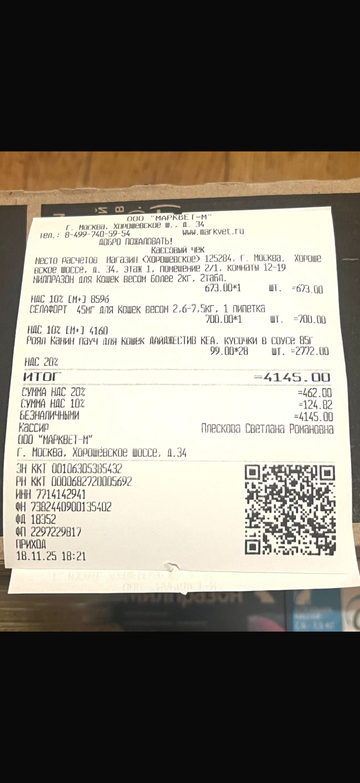 ООО "МАРКВЕТ-М"
Г. Москва, Хорошевское ш., д. 34
тел.: 8-499-740-59-54 www.markvet.ru
ДОБРО ПОЖАЛОВАТЬ!
Кассовый чек
Место расчетов Магазин (Хорошевское) 125284, г. Москва, Хороше
вское шоссе, д. 34, этаж 1, помещение 2/1, комнаты 12-19
МИЛПРАЗОН для кошек весом более 2кг, 2табл.
673.00*1 шт. =673.00
НДС 10% [M+] 8596
СЕЛАФОРТ 45мг для кошек весом 2,6-7,5кг, 1 пипетка
700.00*1 шт. =700.00
НДС 10% [M+] 4160
Роял Канин пауч для кошек ДАЙДЖЕСТИВ КЕА, кусочки в соусе 85г
99.00*28 шт. =2772.00
НДС 20%
ИТОГ =4145.00
СУММА НДС 20% =462.00
СУММА НДС 10% =124.82
БЕЗНАЛИЧНЫМИ =4145.00
Кассир Плескова Светлана Романовна
ООО "МАРКВЕТ-М"
Г. Москва, Хорошёвское шоссе, д.34
ЗН ККТ 00106305385432
РН ККТ 0000682720005692
ИНН 7714142941
ФН 7382440900135402
ФД 18352
ФП 2297229817
ПРИХОД
18.11.25 18:21